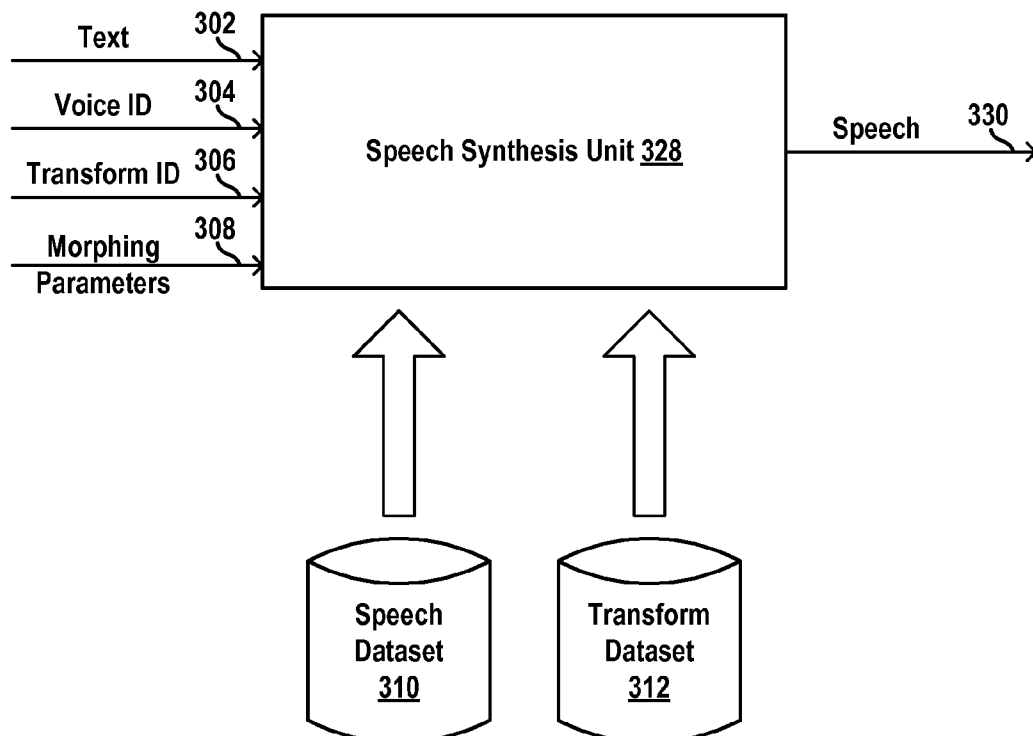 Text 302
Voice ID 304
Transform ID 306
Morphing 308
Parameters
Speech Synthesis Unit 328
Speech 330
Speech
Dataset
310
Transform
Dataset
312